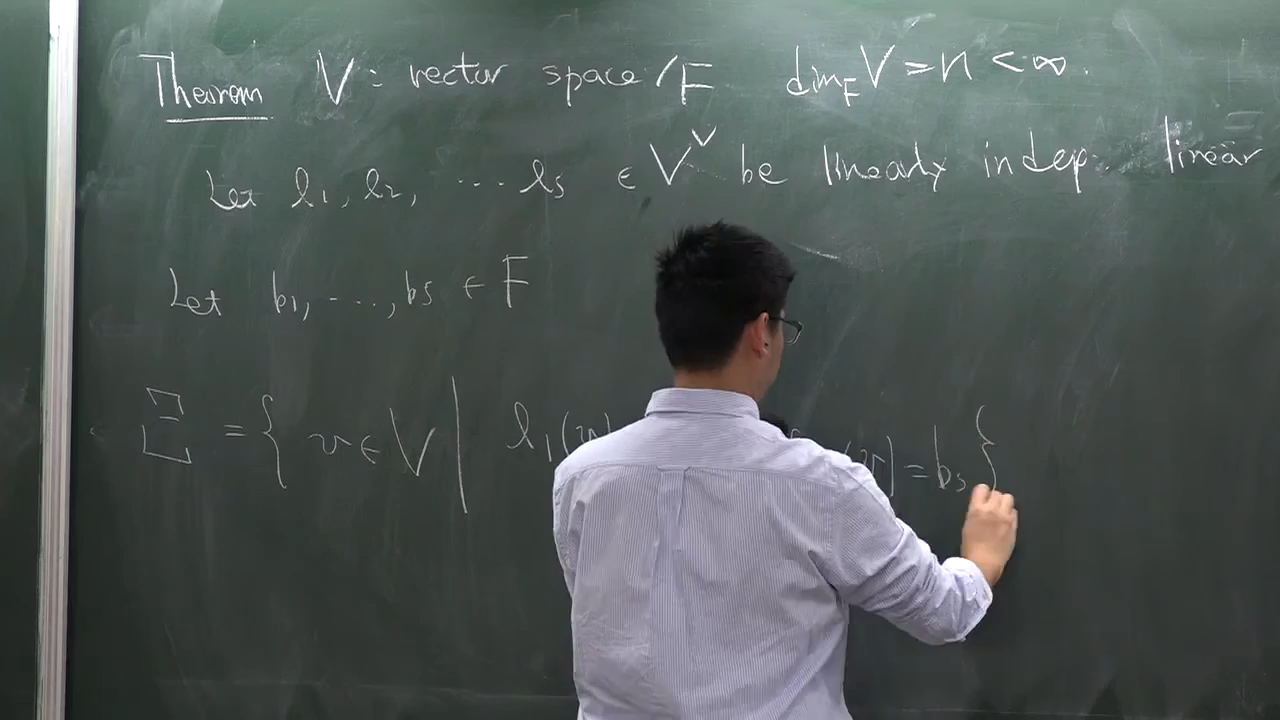 Theorem V : vector space / F dim_F V = n < ∞.
Let l₁, l₂, ... lₛ ∈ V^∨ be linearly indep. linear
Let b₁, ..., bₛ ∈ F
Ξ = { v ∈ V | l₁(v) (v) = bₛ }